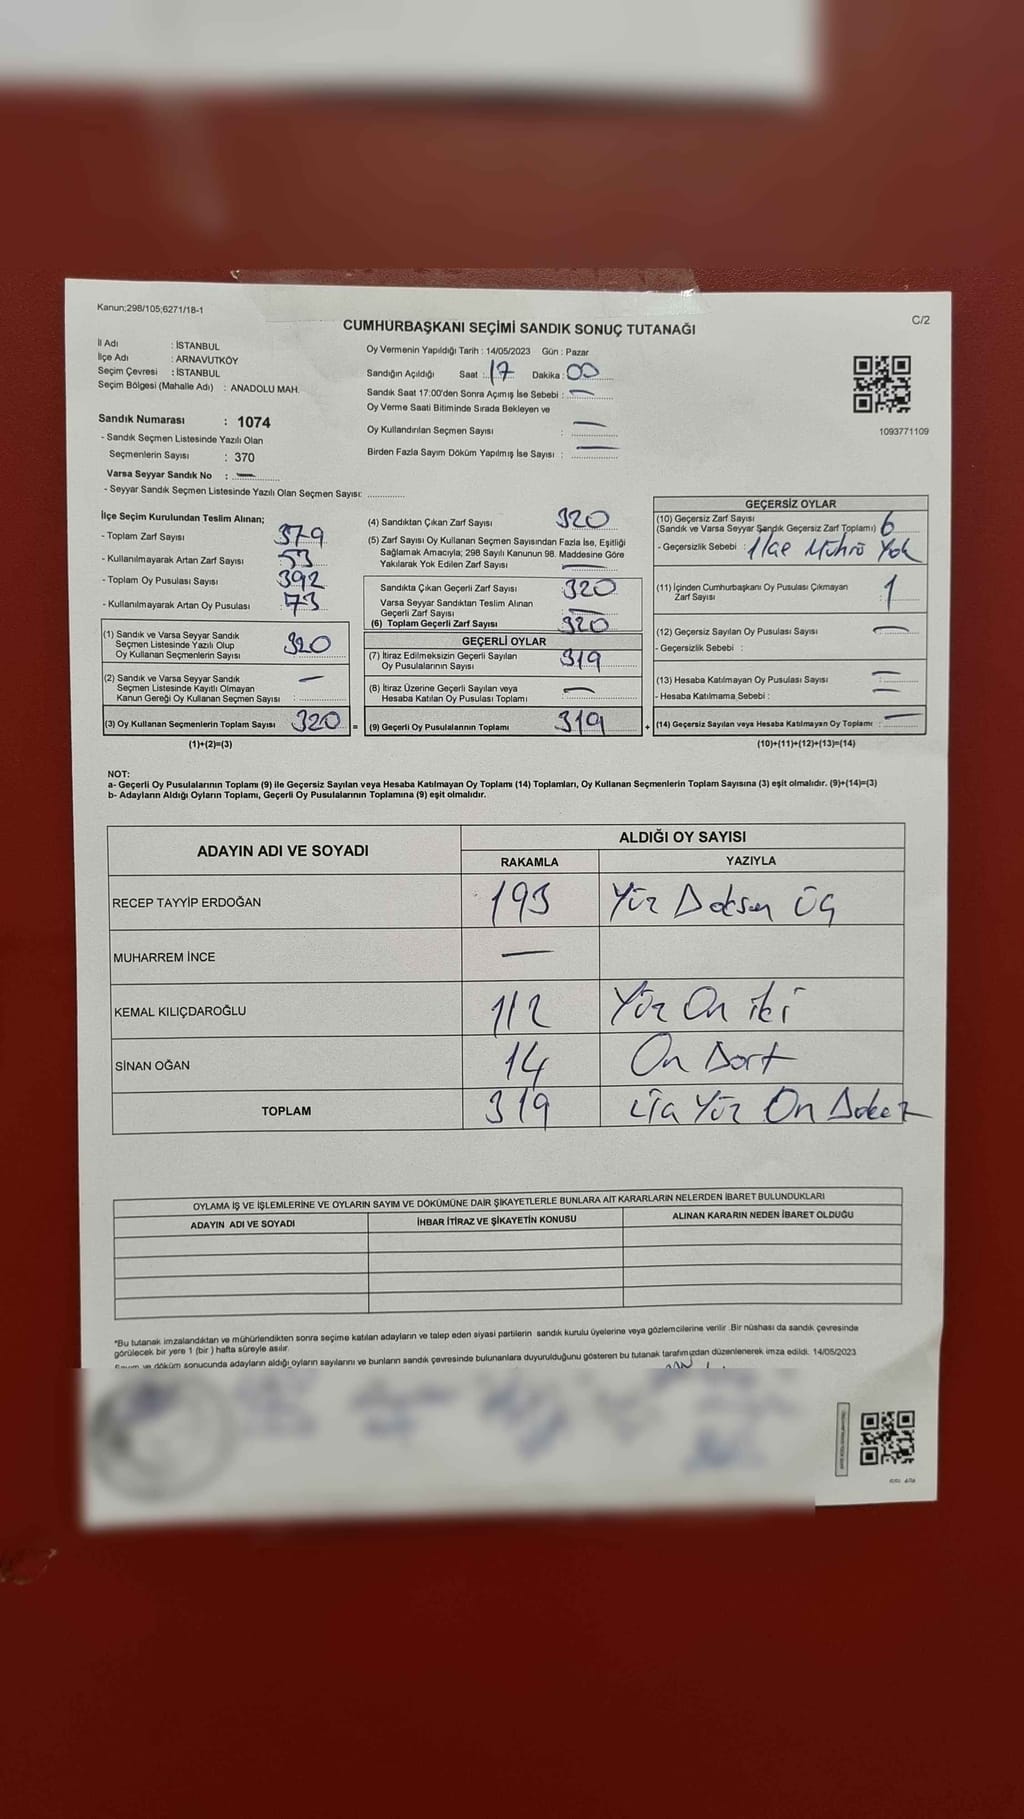 Kanun;298/105;6271/18-1
C/2
CUMHURBAŞKANI SEÇİMİ SANDIK SONUÇ TUTANAĞI
İl Adı : İSTANBUL
İlçe Adı : ARNAVUTKÖY
Seçim Çevresi : İSTANBUL
Seçim Bölgesi (Mahalle Adı) : ANADOLU MAH.
Sandık Numarası : 1074
- Sandık Seçmen Listesinde Yazılı Olan
Seçmenlerin Sayısı : 370
Varsa Seyyar Sandık No : —
- Seyyar Sandık Seçmen Listesinde Yazılı Olan Seçmen Sayısı:
Oy Vermenin Yapıldığı Tarih : 14/05/2023 Gün : Pazar
Sandığın Açıldığı Saat : 17 Dakika : 00
Sandık Saat 17:00'den Sonra Açımış İse Sebebi : —
Oy Verme Saati Bitiminde Sırada Bekleyen ve
Oy Kullandırılan Seçmen Sayısı : —
Birden Fazla Sayım Döküm Yapılmış İse Sayısı : —
1093771109
İlçe Seçim Kurulundan Teslim Alınan;
- Toplam Zarf Sayısı 379
- Kullanılmayarak Artan Zarf Sayısı 53
- Toplam Oy Pusulası Sayısı 392
- Kullanılmayarak Artan Oy Pusulası 73
(1) Sandık ve Varsa Seyyar Sandık
Seçmen Listesinde Yazılı Olup
Oy Kullanan Seçmenlerin Sayısı 320
(2) Sandık ve Varsa Seyyar Sandık
Seçmen Listesinde Kayıtlı Olmayan
Kanun Gereği Oy Kullanan Seçmen Sayısı : —
(3) Oy Kullanan Seçmenlerin Toplam Sayısı 320 =
(1)+(2)=(3)
(4) Sandıktan Çıkan Zarf Sayısı 320
(5) Zarf Sayısı Oy Kullanan Seçmen Sayısından Fazla İse, Eşitliği
Sağlamak Amacıyla; 298 Sayılı Kanunun 98. Maddesine Göre
Yakılarak Yok Edilen Zarf Sayısı —
Sandıkta Çıkan Geçerli Zarf Sayısı 320
Varsa Seyyar Sandıktan Teslim Alınan
Geçerli Zarf Sayısı —
(6) Toplam Geçerli Zarf Sayısı 320
GEÇERLİ OYLAR
(7) İtiraz Edilmeksizin Geçerli Sayılan
Oy Pusulalarının Sayısı 319
(8) İtiraz Üzerine Geçerli Sayılan veya
Hesaba Katılan Oy Pusulası Toplamı —
(9) Geçerli Oy Pusulalarının Toplamı 319 +
GEÇERSİZ OYLAR
(10) Geçersiz Zarf Sayısı
(Sandık ve Varsa Seyyar Sandık Geçersiz Zarf Toplamı) 6
- Geçersizlik Sebebi : İlçe Mührü Yok
(11) İçinden Cumhurbaşkanı Oy Pusulası Çıkmayan
Zarf Sayısı : 1
(12) Geçersiz Sayılan Oy Pusulası Sayısı —
- Geçersizlik Sebebi :
(13) Hesaba Katılmayan Oy Pusulası Sayısı : —
- Hesaba Katılmama Sebebi : —
(14) Geçersiz Sayılan veya Hesaba Katılmayan Oy Toplamı : —
(10)+(11)+(12)+(13)=(14)
NOT:
a- Geçerli Oy Pusulalarının Toplamı (9) ile Geçersiz Sayılan veya Hesaba Katılmayan Oy Toplamı (14) Toplamları, Oy Kullanan Seçmenlerin Toplam Sayısına (3) eşit olmalıdır. (9)+(14)=(3)
b- Adayların Aldığı Oyların Toplamı, Geçerli Oy Pusulalarının Toplamına (9) eşit olmalıdır.
ADAYIN ADI VE SOYADI
ALDIĞI OY SAYISI
RAKAMLA YAZIYLA
RECEP TAYYİP ERDOĞAN 193 Yüz Doksan Üç
MUHARREM İNCE —
KEMAL KILIÇDAROĞLU 112 Yüz On iki
SİNAN OĞAN 14 On Dört
TOPLAM 319 Üç Yüz On Dokuz
OYLAMA İŞ VE İŞLEMLERİNE VE OYLARIN SAYIM VE DÖKÜMÜNE DAİR ŞİKAYETLERLE BUNLARA AİT KARARLARIN NELERDEN İBARET BULUNDUKLARI
ADAYIN ADI VE SOYADI İHBAR İTİRAZ VE ŞİKAYETİN KONUSU ALINAN KARARIN NEDEN İBARET OLDUĞU
*Bu tutanak imzalandıktan ve mühürlendikten sonra seçime katılan adayların ve talep eden siyasi partilerin sandık kurulu üyelerine veya gözlemcilerine verilir .Bir nüshası da sandık çevresinde
görülecek bir yere 1 (bir ) hafta süreyle asılır.
ve döküm sonucunda adayların aldığı oyların sayılarını ve bunların sandık çevresinde bulunanlara duyurulduğunu gösteren bu tutanak tarafımızdan düzenlenerek imza edildi. 14/05/2023